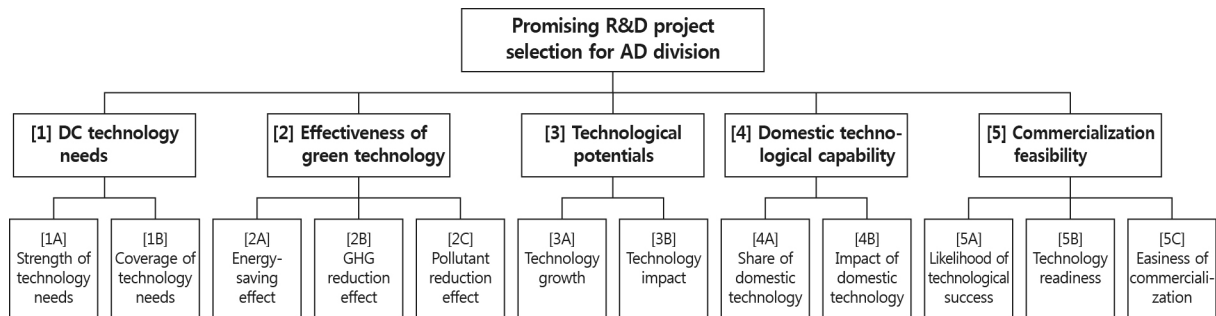 Promising R&D project
selection for AD division
[1] DC technology
needs
[2] Effectiveness of
green technology
[3] Technological
potentials
[4] Domestic techno-
logical capability
[5] Commercialization
feasibility
[1A]
Strength of
technology
needs
[1B]
Coverage of
technology
needs
[2A]
Energy-
saving
effect
[2B]
GHG
reduction
effect
[2C]
Pollutant
reduction
effect
[3A]
Technology
growth
[3B]
Technology
impact
[4A]
Share of
domestic
technology
[4B]
Impact of
domestic
technology
[5A]
Likelihood of
technological
success
[5B]
Technology
readiness
[5C]
Easiness of
commerciali-
zation